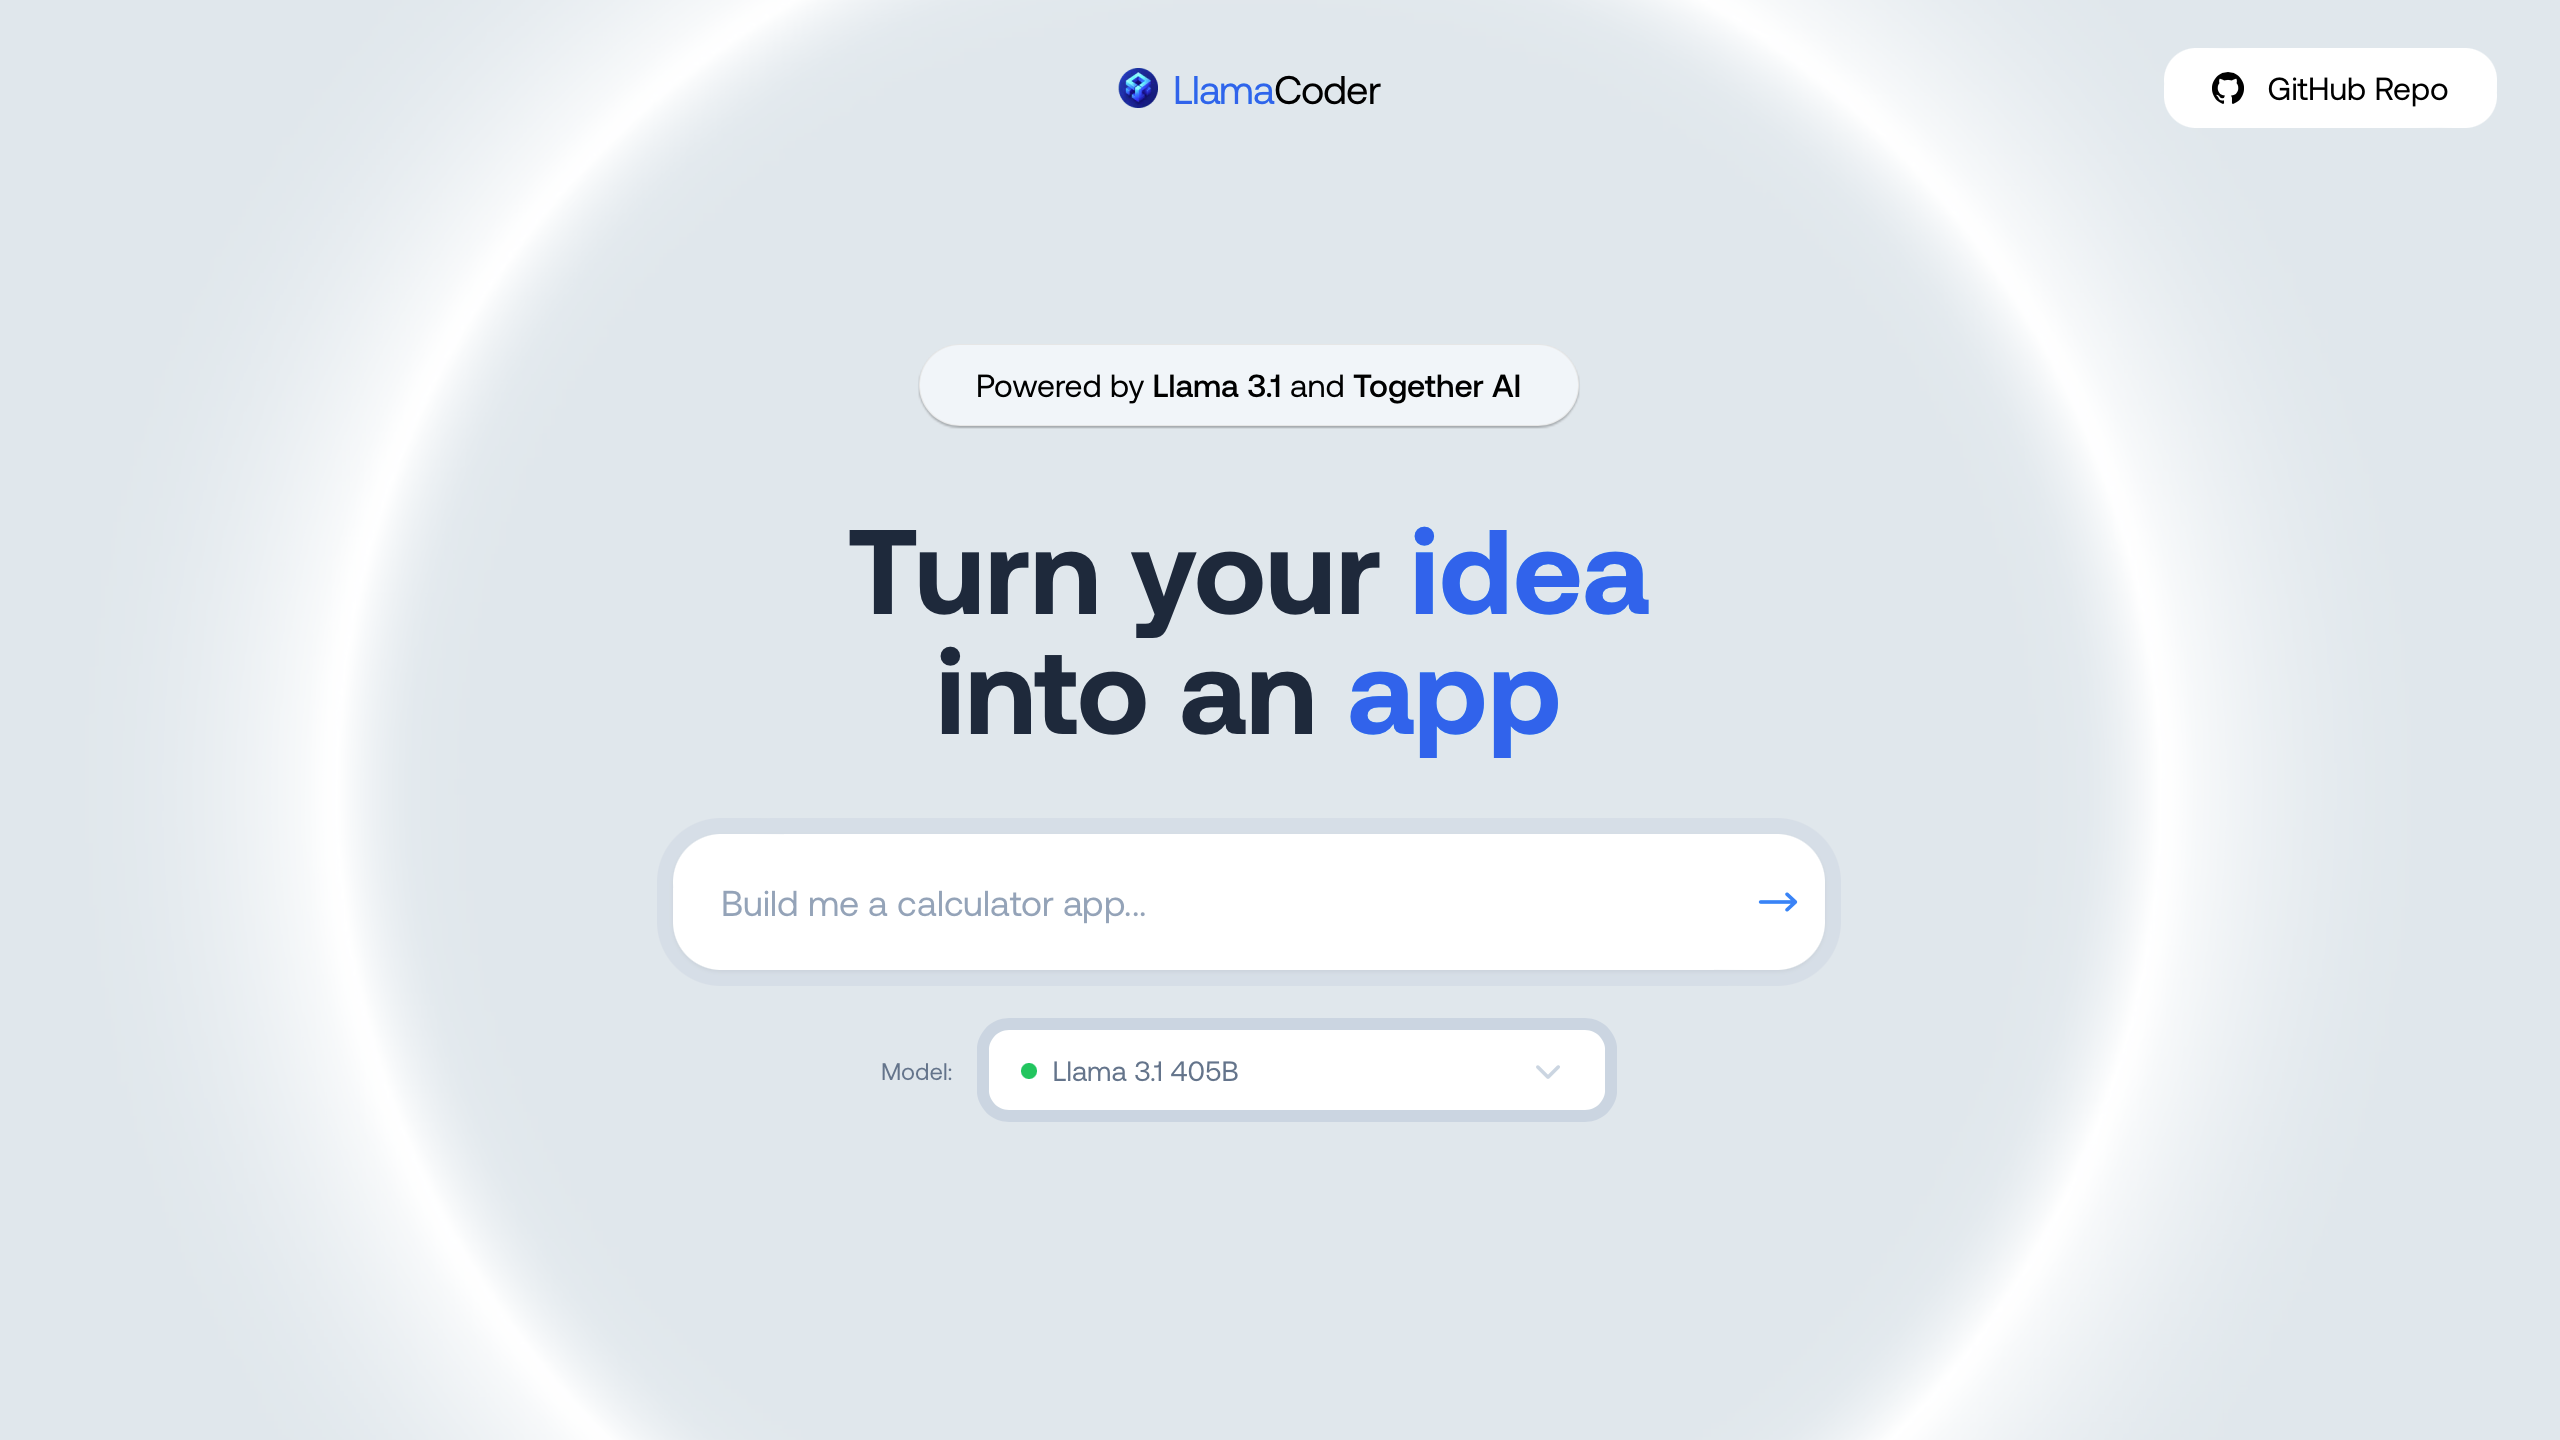 LlamaCoder
GitHub Repo
Powered by Llama 3.1 and Together AI
Turn your idea
into an app
Build me a calculator app...
Model:
Llama 3.1 405B